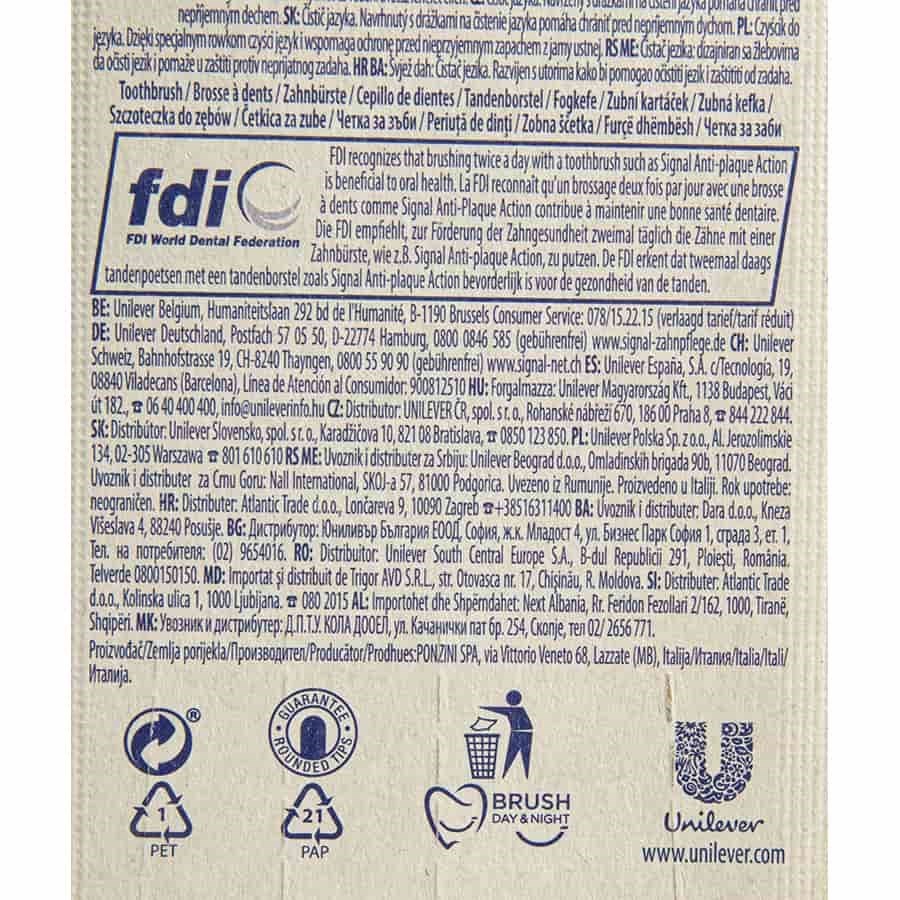 nepříjemným dechem. SK: Čistič jazyka. Navrhnutý s drážkami na čistenie jazyka pomáha chrániť pred nepríjemným dychom. PL: Czyścik do
języka. Dzięki specjalnym rowkom czyści język i wspomaga ochronę przed nieprzyjemnym zapachem z jamy ustnej. RS ME: Čistač jezika: dizajniran sa žlebovima
da očisti jezik i pomaže u zaštiti protiv neprijatnog zadaha. HR BA: Svjež dah: Čistač jezika. Razvijen s utorima kako bi pomogao očistiti jezik i zaštititi od zadaha.
Toothbrush / Brosse à dents / Zahnbürste / Cepillo de dientes / Tandenborstel / Fogkefe / Zubní kartáček / Zubná kefka /
Szczoteczka do zębów / Četkica za zube / Четка за зъби / Periuță de dinți / Zobna ščetka / Furçë dhëmbësh / Четка за заби
fdi
FDI World Dental Federation
FDI recognizes that brushing twice a day with a toothbrush such as Signal Anti-plaque Action
is beneficial to oral health. La FDI reconnaît qu'un brossage deux fois par jour avec une brosse
à dents comme Signal Anti-Plaque Action contribue à maintenir une bonne santé dentaire.
Die FDI empfiehlt, zur Förderung der Zahngesundheit zweimal täglich die Zähne mit einer
Zahnbürste, wie z.B. Signal Anti-plaque Action, zu putzen. De FDI erkent dat tweemaal daags
tandenpoetsen met een tandenborstel zoals Signal Anti-plaque Action bevorderlijk is voor de gezondheid van de tanden.
BE: Unilever Belgium, Humaniteitslaan 292 bd de l'Humanité, B-1190 Brussels Consumer Service: 078/15.22.15 (verlaagd tarief/tarif réduit)
DE: Unilever Deutschland, Postfach 57 05 50, D-22774 Hamburg, 0800 0846 585 (gebührenfrei) www.signal-zahnpflege.de CH: Unilever
Schweiz, Bahnhofstrasse 19, CH-8240 Thayngen, 0800 55 90 90 (gebührenfrei) www.signal-net.ch ES: Unilever España, S.A. c/Tecnología, 19,
08840 Viladecans (Barcelona), Línea de Atención al Consumidor: 900812510 HU: Forgalmazza: Unilever Magyarország Kft., 1138 Budapest, Váci
út 182., ☎ 06 40 400 400, info@unileverinfo.hu CZ: Distributor: UNILEVER ČR, spol. s r. o., Rohanské nábřeží 670, 186 00 Praha 8, ☎ 844 222 844.
SK: Distribútor: Unilever Slovensko, spol. s r. o., Karadžičova 10, 821 08 Bratislava, ☎ 0850 123 850. PL: Unilever Polska Sp. z o.o., Al. Jerozolimskie
134, 02-305 Warszawa ☎ 801 610 610 RS ME: Uvoznik i distributer za Srbiju: Unilever Beograd d.o.o., Omladinskih brigada 90b, 11070 Beograd.
Uvoznik i distributer za Crnu Goru: Nall International, SKOJ-a 57, 81000 Podgorica. Uvezeno iz Rumunije. Proizvedeno u Italiji. Rok upotrebe:
neograničen. HR: Distributer: Atlantic Trade d.o.o., Lončareva 9, 10090 Zagreb ☎+38516311400 BA: Uvoznik i distributer: Dara d.o.o., Kneza
Višeslava 4, 88240 Posušje. BG: Дистрибутор: Юниливър България ЕООД, София, ж.к. Младост 4, ул. Бизнес Парк София 1, сграда 3, ет. 1,
Тел. на потребителя: (02) 9654016. RO: Distribuitor: Unilever South Central Europe S.A., B-dul Republicii 291, Ploiești, România.
Telverde 0800150150. MD: Importat și distribuit de Trigor AVD S.R.L., str. Otovasca nr. 17, Chișinău, R. Moldova. SI: Distributer: Atlantic Trade
d.o.o., Kolinska ulica 1, 1000 Ljubljana. ☎ 080 2015 AL: Importohet dhe Shpërndahet: Next Albania, Rr. Feridon Fezollari 2/162, 1000, Tiranë,
Shqipëri. MK: Увозник и дистрибутер: Д.П.Т.У. КОЛА ДООЕЛ, ул. Качанички пат бр. 254, Скопје, тел 02/ 2656 771.
Proizvođač/Zemlja porijekla/Производител/Producător/Prodhues:PONZINI SPA, via Vittorio Veneto 68, Lazzate (MB), Italija/Италия/Italia/Itali/
Италија.
®
GUARANTEE
ROUNDED TIPS
1
PET
21
PAP
BRUSH
DAY & NIGHT
Unilever
www.unilever.com